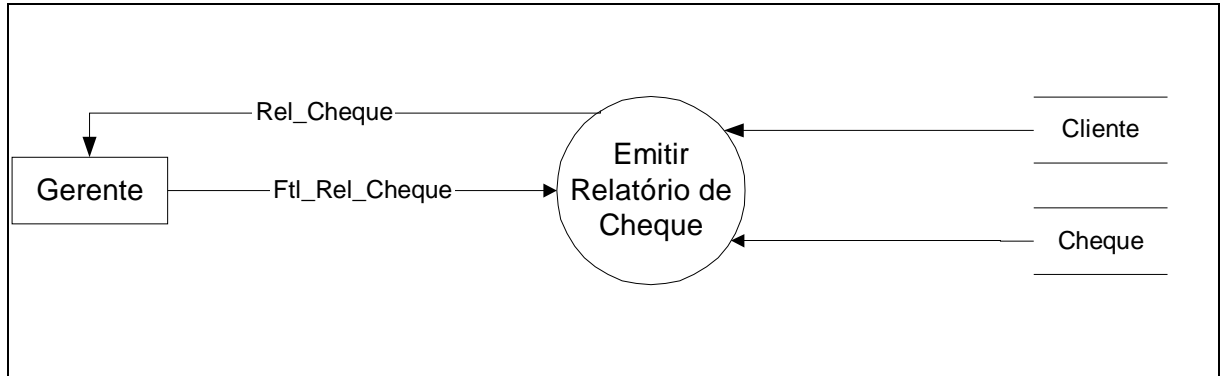 Rel_Cheque
Cliente
Emitir
Relatório de
Cheque
Gerente
Ftl_Rel_Cheque
Cheque